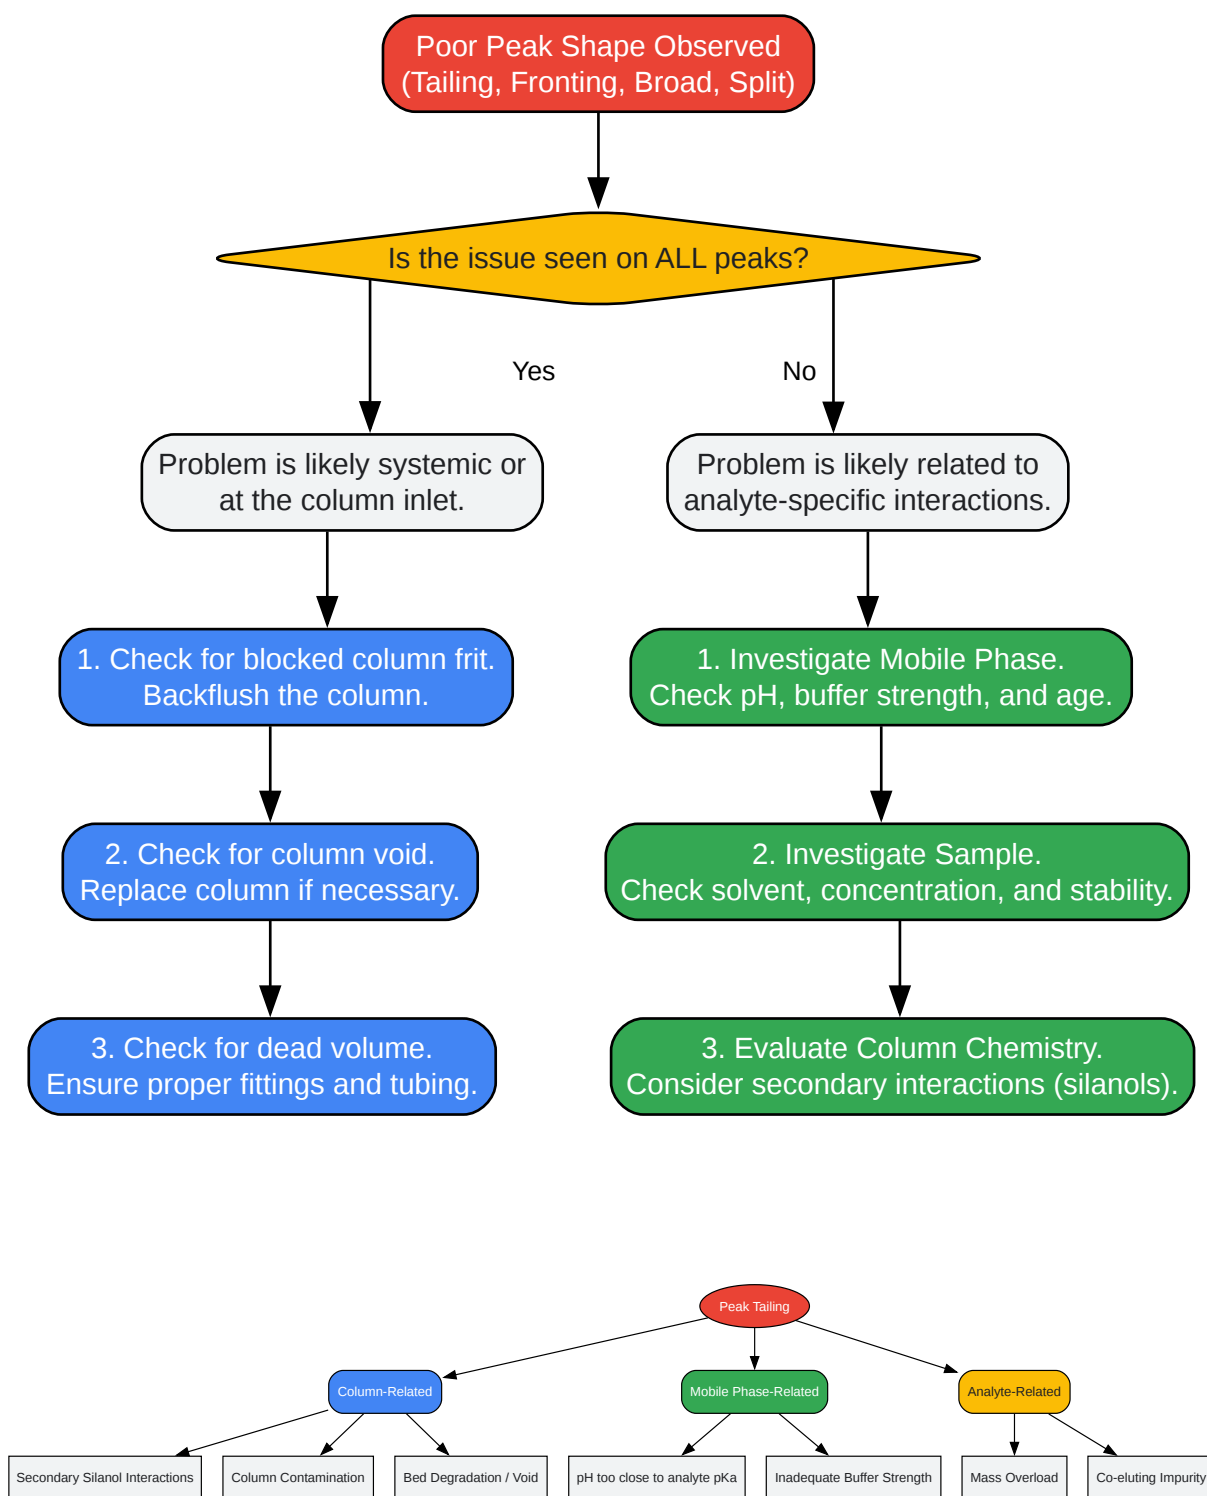 Poor Peak Shape Observed
(Tailing, Fronting, Broad, Split)
Is the issue seen on ALL peaks?
Yes
No
Problem is likely systemic or
at the column inlet.
Problem is likely related to
analyte-specific interactions.
1. Check for blocked column frit.
Backflush the column.
1. Investigate Mobile Phase.
Check pH, buffer strength, and age.
2. Check for column void.
Replace column if necessary.
2. Investigate Sample.
Check solvent, concentration, and stability.
3. Check for dead volume.
Ensure proper fittings and tubing.
3. Evaluate Column Chemistry.
Consider secondary interactions (silanols).
Peak Tailing
Column-Related
Mobile Phase-Related
Analyte-Related
Secondary Silanol Interactions
Column Contamination
Bed Degradation / Void
pH too close to analyte pKa
Inadequate Buffer Strength
Mass Overload
Co-eluting Impurity